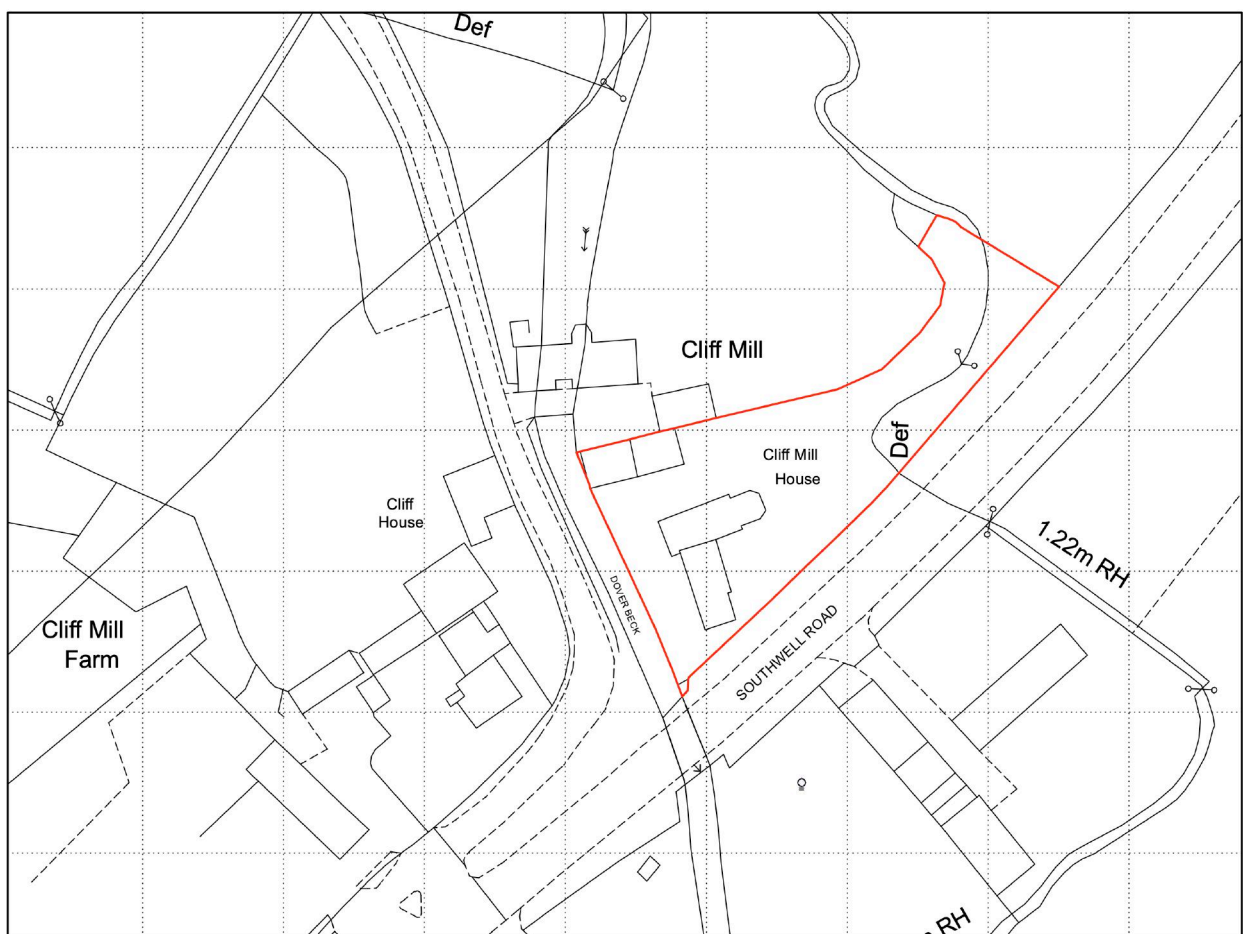 Def
Cliff Mill
Cliff Mill
House
Def
Cliff
House
1.22m RH
DOVER BECK
Cliff Mill
Farm
SOUTHWELL ROAD
RH